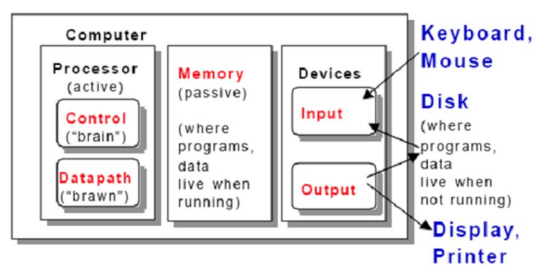 Computer
Processor
(active)
Control
("brain")
Datapath
("brawn")
Memory
(passive)
(where
programs,
data
live when
running)
Devices
Input
Output
Keyboard,
Mouse
Disk
(where
programs,
data
live when
not running)
Display,
Printer